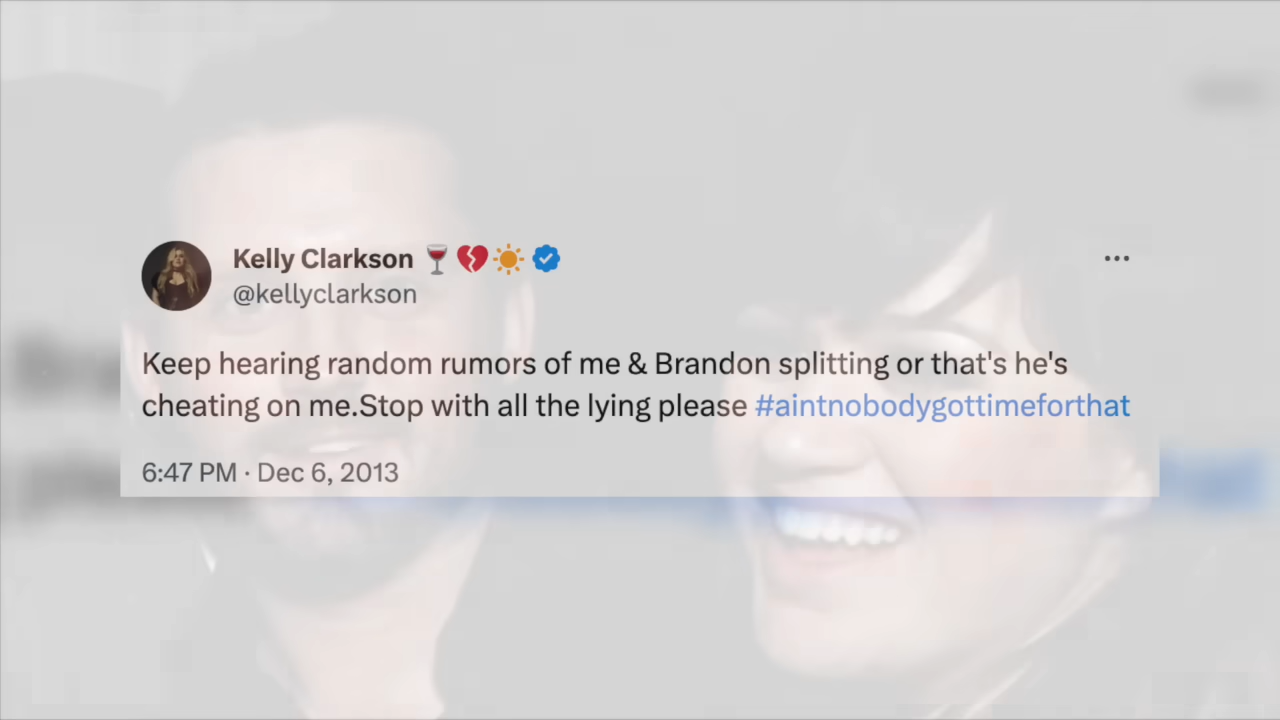 Kelly Clarkson 🍷💔☀️
@kellyclarkson
Keep hearing random rumors of me & Brandon splitting or that's he's
cheating on me.Stop with all the lying please #aintnobodygottimeforthat
6:47 PM · Dec 6, 2013